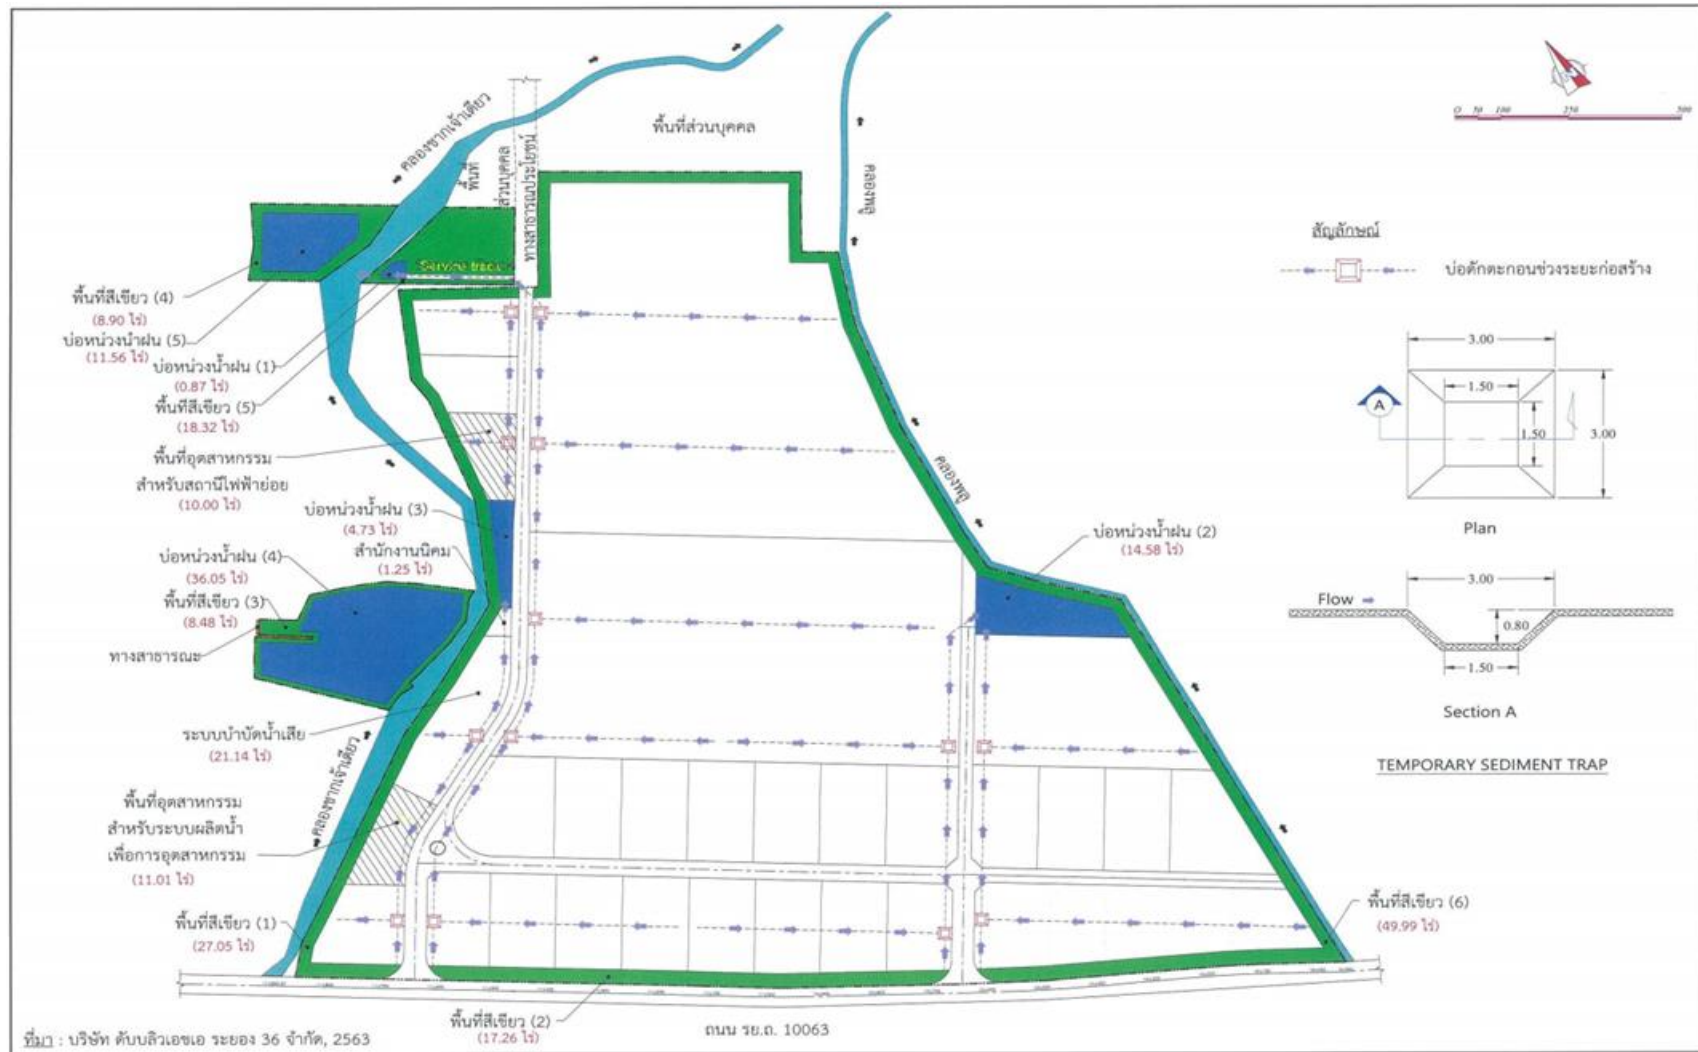 คลองชากเจ้าเดียว
พื้นที่
ส่วนบุคคล
ทางสาธารณประโยชน์
พื้นที่ส่วนบุคคล
คลองพลู
0 50 100 250 500
สัญลักษณ์
บ่อดักตะกอนช่วงระยะก่อสร้าง
Service track
พื้นที่สีเขียว (4)
(8.90 ไร่)
บ่อหน่วงน้ำฝน (5)
(11.56 ไร่)
บ่อหน่วงน้ำฝน (1)
(0.87 ไร่)
พื้นที่สีเขียว (5)
(18.32 ไร่)
พื้นที่อุตสาหกรรม
สำหรับสถานีไฟฟ้าย่อย
(10.00 ไร่)
บ่อหน่วงน้ำฝน (3)
(4.73 ไร่)
สำนักงานนิคม
(1.25 ไร่)
บ่อหน่วงน้ำฝน (4)
(36.05 ไร่)
พื้นที่สีเขียว (3)
(8.48 ไร่)
ทางสาธารณะ
คลองพลู
บ่อหน่วงน้ำฝน (2)
(14.58 ไร่)
3.00
1.50
A
1.50
3.00
Plan
3.00
Flow
0.80
1.50
Section A
TEMPORARY SEDIMENT TRAP
ระบบบำบัดน้ำเสีย
(21.14 ไร่)
คลองชากเจ้าเดียว
พื้นที่อุตสาหกรรม
สำหรับระบบผลิตน้ำ
เพื่อการอุตสาหกรรม
(11.01 ไร่)
พื้นที่สีเขียว (1)
(27.05 ไร่)
พื้นที่สีเขียว (6)
(49.99 ไร่)
พื้นที่สีเขียว (2)
(17.26 ไร่)
ถนน รย.ถ. 10063
ที่มา : บริษัท ดับบลิวเอชเอ ระยอง 36 จำกัด, 2563